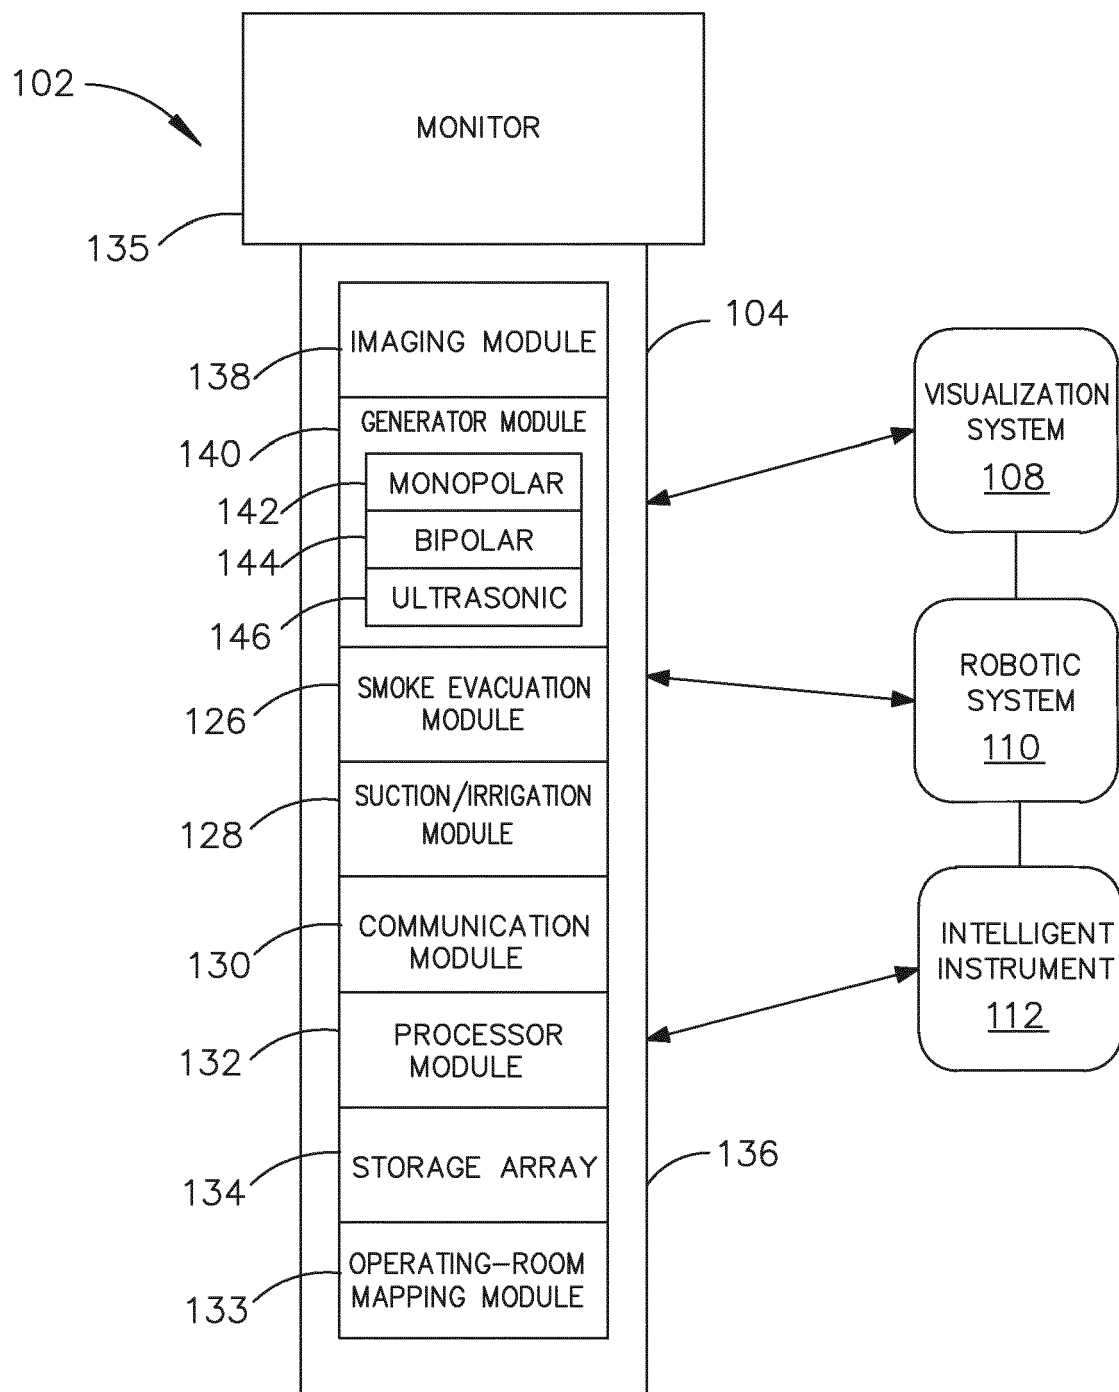 102
MONITOR
135
104
IMAGING MODULE
138
GENERATOR MODULE
140
MONOPOLAR
142
BIPOLAR
144
ULTRASONIC
146
SMOKE EVACUATION
MODULE
126
SUCTION/IRRIGATION
MODULE
128
COMMUNICATION
MODULE
130
PROCESSOR
MODULE
132
STORAGE ARRAY
134
136
OPERATING-ROOM
MAPPING MODULE
133
VISUALIZATION
SYSTEM
108
ROBOTIC
SYSTEM
110
INTELLIGENT
INSTRUMENT
112